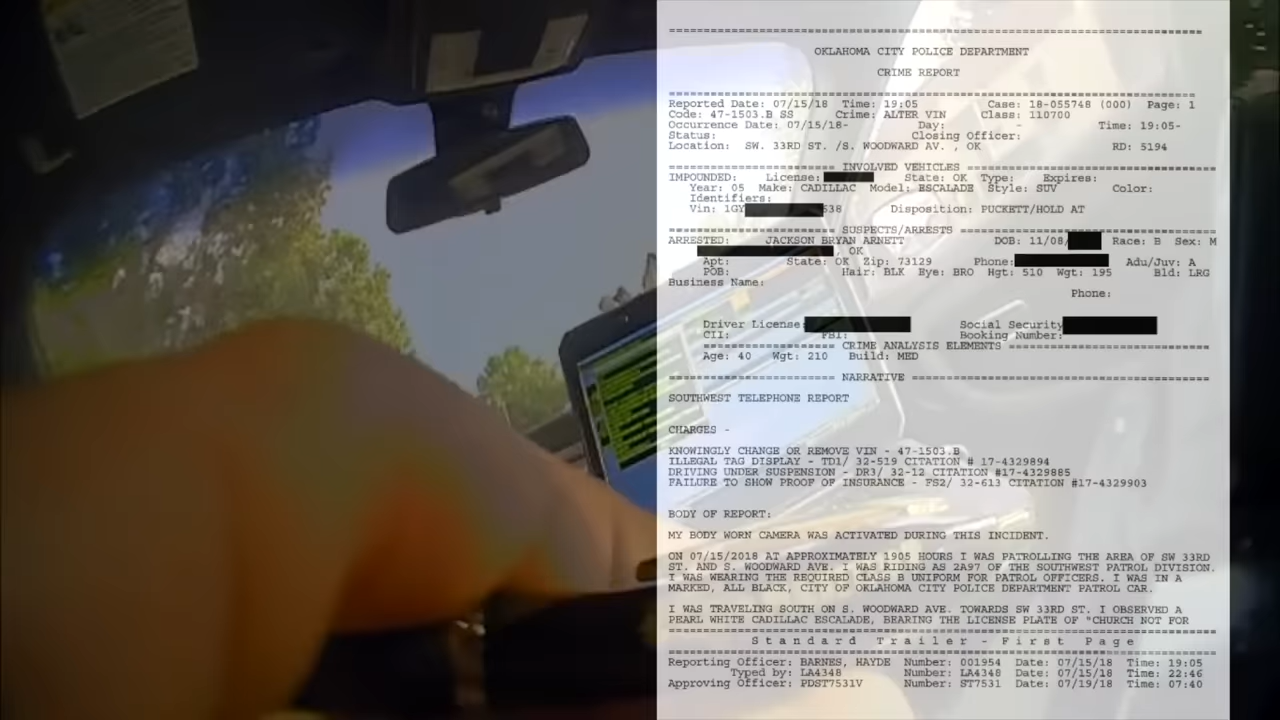 OKLAHOMA CITY POLICE DEPARTMENT
CRIME REPORT
Reported Date: 07/15/18 Time: 19:05 Case: 18-055748 (000) Page: 1
Code: 47-1503.B SS Crime: ALTER VIN Class: 110700
Occurrence Date: 07/15/18- Day: - Time: 19:05-
Status: Closing Officer:
Location: SW. 33RD ST. /S. WOODWARD AV. , OK RD: 5194
INVOLVED VEHICLES
IMPOUNDED: License: State: OK Type: Expires:
Year: 05 Make: CADILLAC Model: ESCALADE Style: SUV Color:
Identifiers:
Vin: 1GY 538 Disposition: PUCKETT/HOLD AT
SUSPECTS/ARRESTS
ARRESTED: JACKSON BRYAN ARNETT DOB: 11/08/ Race: B Sex: M
, OK
Apt: State: OK Zip: 73129 Phone: Adu/Juv: A
POB: Hair: BLK Eye: BRO Hgt: 510 Wgt: 195 Bld: LRG
Business Name:
Phone:
Driver License: Social Security
CII: FBI: Booking Number:
CRIME ANALYSIS ELEMENTS
Age: 40 Wgt: 210 Build: MED
NARRATIVE
SOUTHWEST TELEPHONE REPORT
CHARGES -
KNOWINGLY CHANGE OR REMOVE VIN - 47-1503.B
ILLEGAL TAG DISPLAY - TD1/ 32-519 CITATION # 17-4329894
DRIVING UNDER SUSPENSION - DR3/ 32-12 CITATION #17-4329885
FAILURE TO SHOW PROOF OF INSURANCE - FS2/ 32-613 CITATION #17-4329903
BODY OF REPORT:
MY BODY WORN CAMERA WAS ACTIVATED DURING THIS INCIDENT.
ON 07/15/2018 AT APPROXIMATELY 1905 HOURS I WAS PATROLLING THE AREA OF SW 33RD
ST. AND S. WOODWARD AVE. I WAS RIDING AS 2A97 OF THE SOUTHWEST PATROL DIVISION.
I WAS WEARING THE REQUIRED CLASS B UNIFORM FOR PATROL OFFICERS. I WAS IN A
MARKED, ALL BLACK, CITY OF OKLAHOMA CITY POLICE DEPARTMENT PATROL CAR.
I WAS TRAVELING SOUTH ON S. WOODWARD AVE. TOWARDS SW 33RD ST. I OBSERVED A
PEARL WHITE CADILLAC ESCALADE, BEARING THE LICENSE PLATE OF "CHURCH NOT FOR
Standard Trailer - First Page
Reporting Officer: BARNES, HAYDE Number: 001954 Date: 07/15/18 Time: 19:05
Typed by: LA4348 Number: LA4348 Date: 07/15/18 Time: 22:46
Approving Officer: PDST7531V Number: ST7531 Date: 07/19/18 Time: 07:40